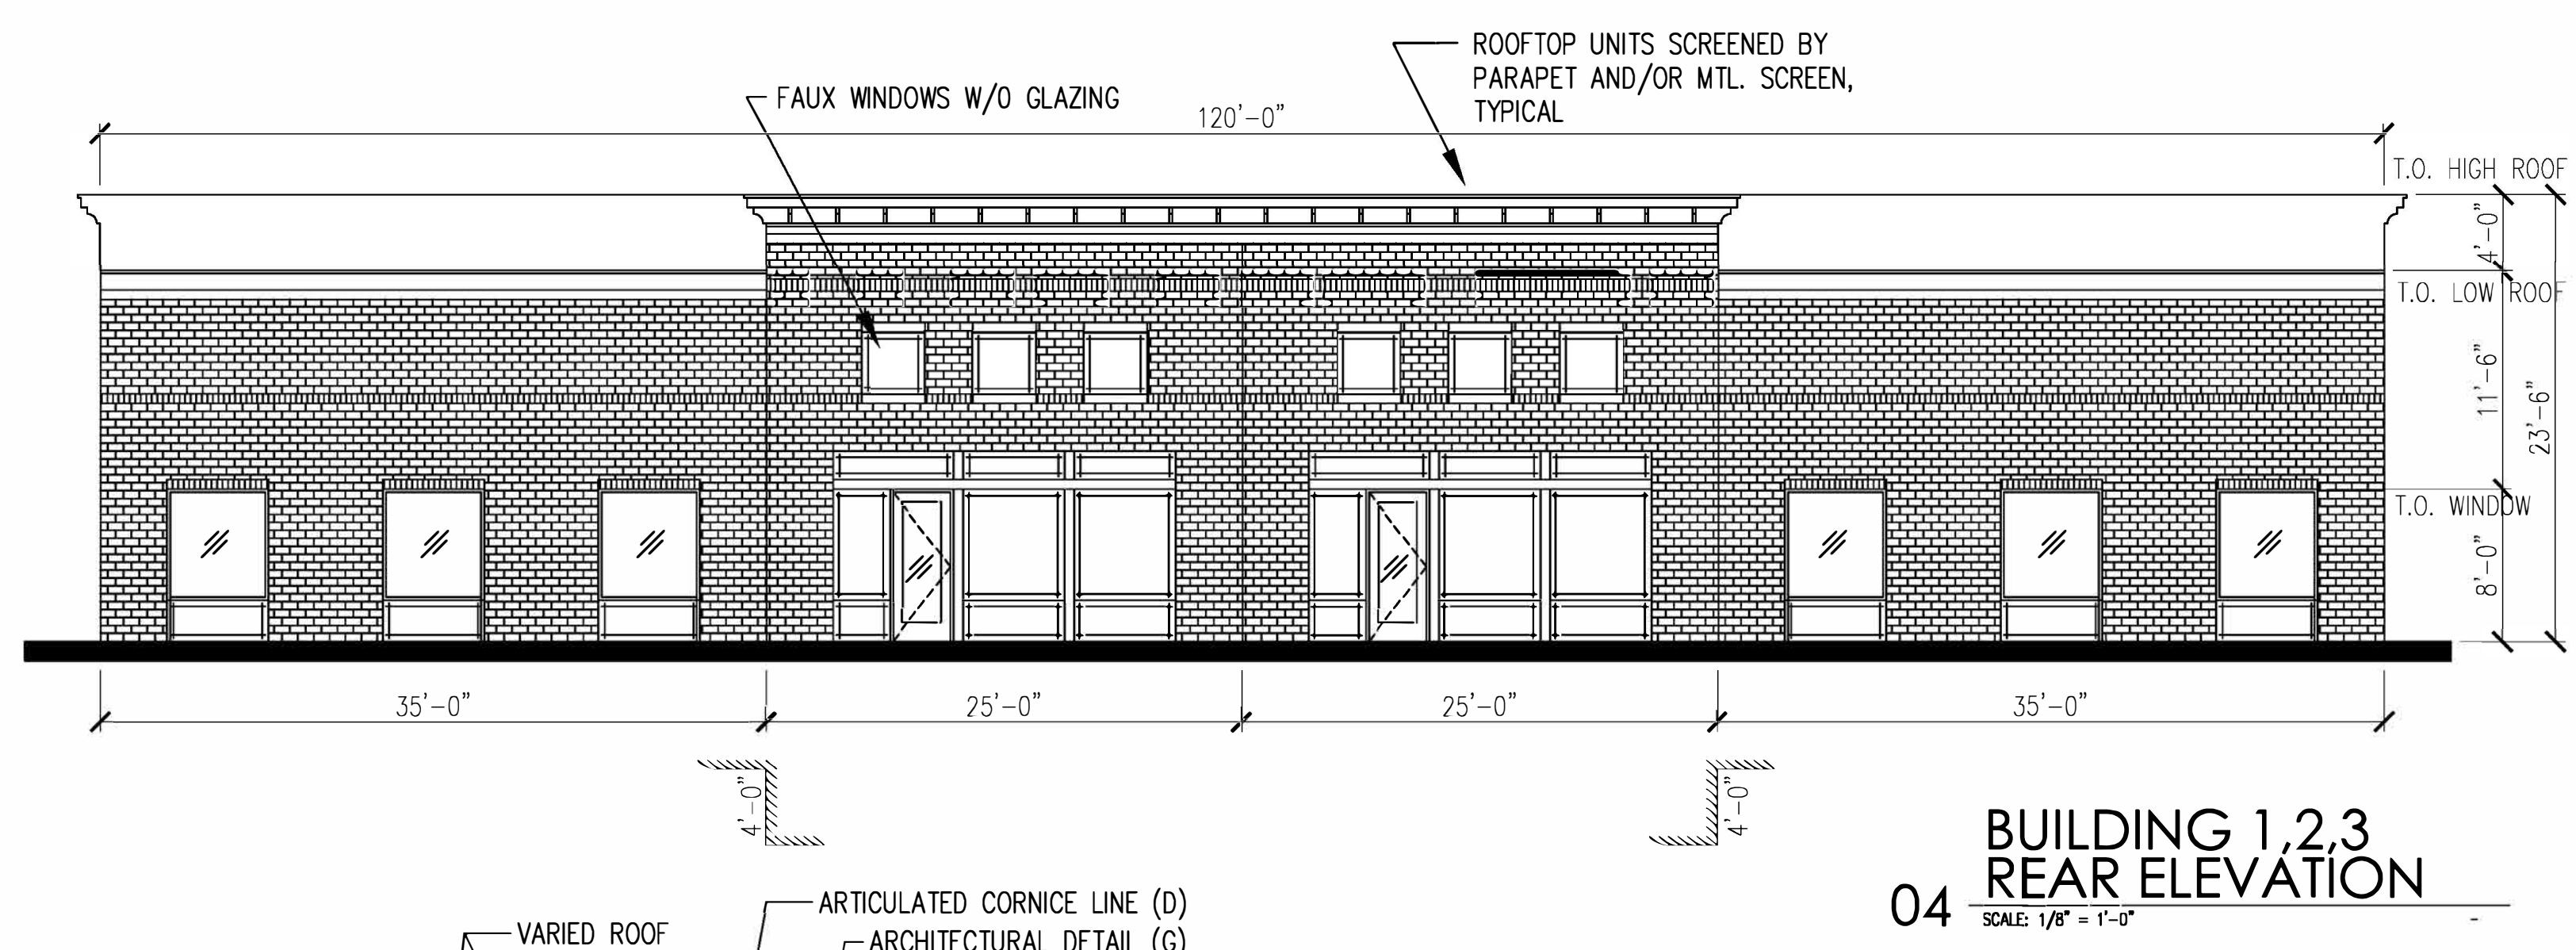 ROOFTOP UNITS SCREENED BY
PARAPET AND/OR MTL. SCREEN,
TYPICAL
FAUX WINDOWS W/O GLAZING
120'-0"
T.O. HIGH ROOF
4'-0"
T.O. LOW ROOF
11'-6"
23'-6"
T.O. WINDOW
8'-0"
35'-0"
25'-0"
25'-0"
35'-0"
4'-0"
4'-0"
BUILDING 1,2,3
REAR ELEVATION
04
SCALE: 1/8" = 1'-0"
ARTICULATED CORNICE LINE (D)
VARIED ROOF
ARCHITECTURAL DETAIL (G)